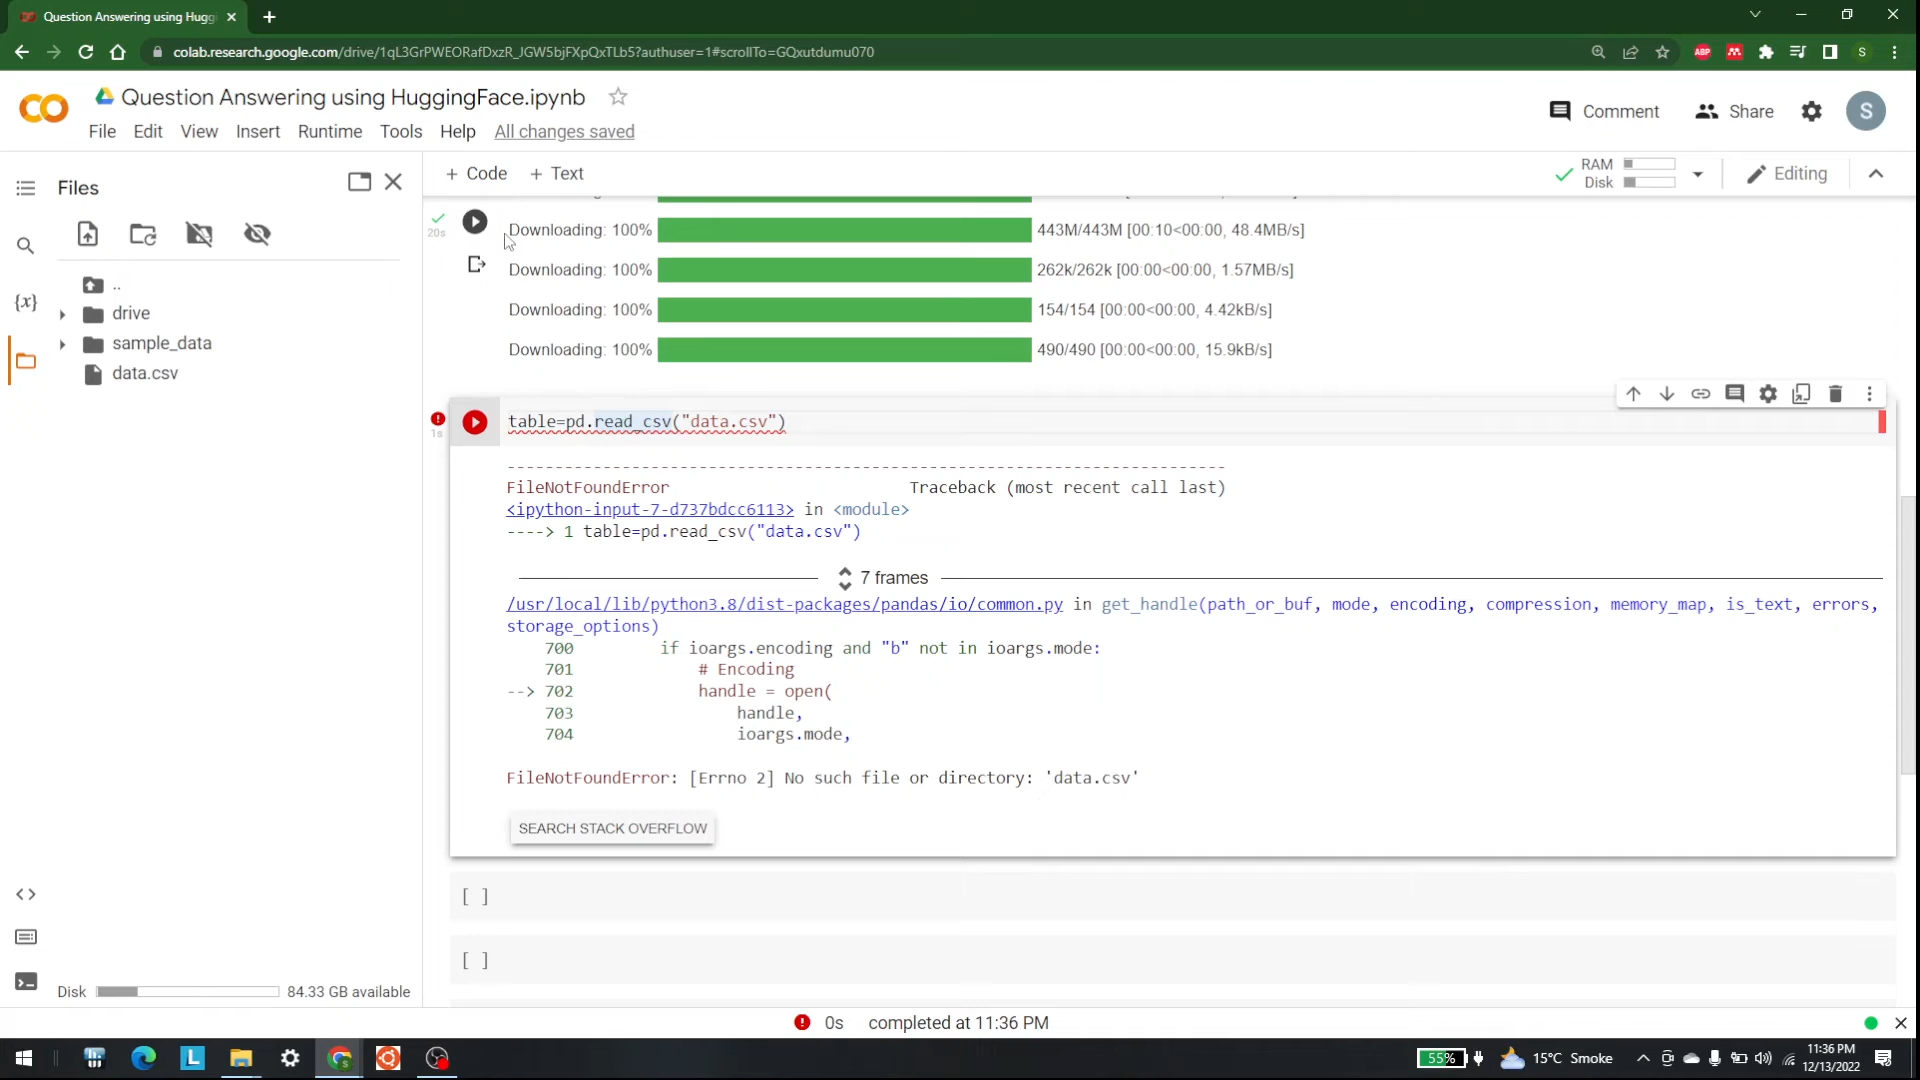 Question Answering using Huggi
colab.research.google.com/drive/1qL3GrPWEORafDxzR_JGW5bjFXpQxTLb5?authuser=1#scrollTo=GQxutdumu070
ABP
S
Question Answering using HuggingFace.ipynb
Comment
Share
S
File Edit View Insert Runtime Tools Help All changes saved
Files
+ Code + Text
RAM
Disk
Editing
20s
Downloading: 100% 443M/443M [00:10<00:00, 48.4MB/s]
Downloading: 100% 262k/262k [00:00<00:00, 1.57MB/s]
Downloading: 100% 154/154 [00:00<00:00, 4.42kB/s]
Downloading: 100% 490/490 [00:00<00:00, 15.9kB/s]
..
{x}
drive
sample_data
data.csv
1s
table=pd.read_csv("data.csv")
---------------------------------------------------------------------------
FileNotFoundError Traceback (most recent call last)
<ipython-input-7-d737bdcc6113> in <module>
----> 1 table=pd.read_csv("data.csv")
7 frames
/usr/local/lib/python3.8/dist-packages/pandas/io/common.py in get_handle(path_or_buf, mode, encoding, compression, memory_map, is_text, errors,
storage_options)
700 if ioargs.encoding and "b" not in ioargs.mode:
701 # Encoding
--> 702 handle = open(
703 handle,
704 ioargs.mode,
FileNotFoundError: [Errno 2] No such file or directory: 'data.csv'
SEARCH STACK OVERFLOW
[ ]
[ ]
Disk 84.33 GB available
0s completed at 11:36 PM
L
55%
15°C Smoke
11:36 PM
12/13/2022